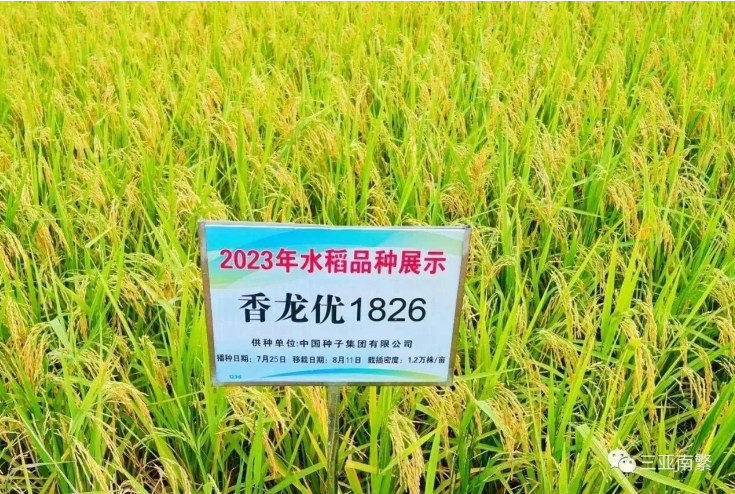 2023年水稻品种展示
香龙优1826
供种单位:中国种子集团有限公司
播种日期：7月25日 移栽日期：8月11日 栽插密度：1.2万株/亩
三亚南繁